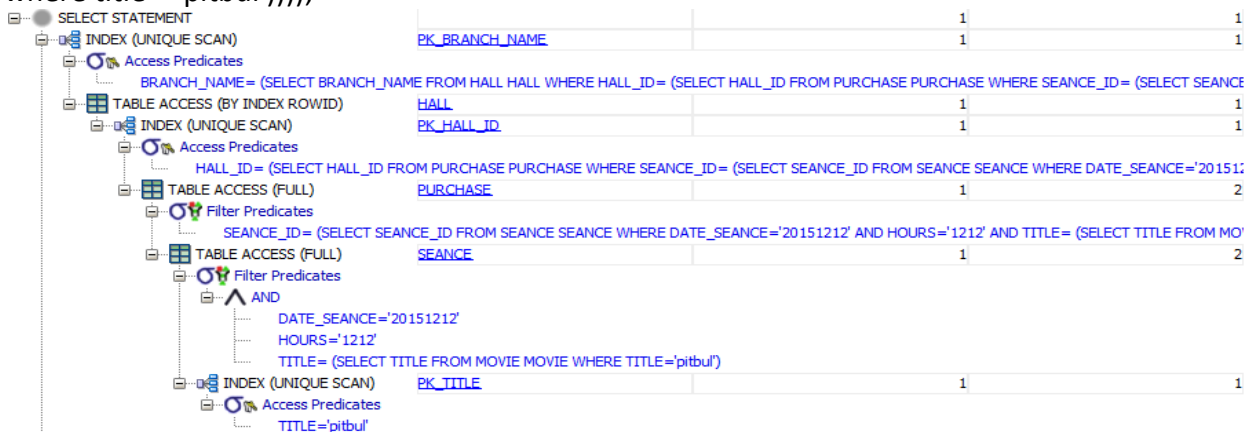 where title = 'pitbul')))));
SELECT STATEMENT 1 1
INDEX (UNIQUE SCAN) PK_BRANCH_NAME 1 1
Access Predicates
BRANCH_NAME= (SELECT BRANCH_NAME FROM HALL HALL WHERE HALL_ID= (SELECT HALL_ID FROM PURCHASE PURCHASE WHERE SEANCE_ID= (SELECT SEANCE
TABLE ACCESS (BY INDEX ROWID) HALL 1 1
INDEX (UNIQUE SCAN) PK_HALL_ID 1 1
Access Predicates
HALL_ID= (SELECT HALL_ID FROM PURCHASE PURCHASE WHERE SEANCE_ID= (SELECT SEANCE_ID FROM SEANCE SEANCE WHERE DATE_SEANCE='201512
TABLE ACCESS (FULL) PURCHASE 1 2
Filter Predicates
SEANCE_ID= (SELECT SEANCE_ID FROM SEANCE SEANCE WHERE DATE_SEANCE='20151212' AND HOURS='1212' AND TITLE= (SELECT TITLE FROM MO
TABLE ACCESS (FULL) SEANCE 1 2
Filter Predicates
AND
DATE_SEANCE='20151212'
HOURS='1212'
TITLE= (SELECT TITLE FROM MOVIE MOVIE WHERE TITLE='pitbul')
INDEX (UNIQUE SCAN) PK_TITLE 1 1
Access Predicates
TITLE='pitbul'